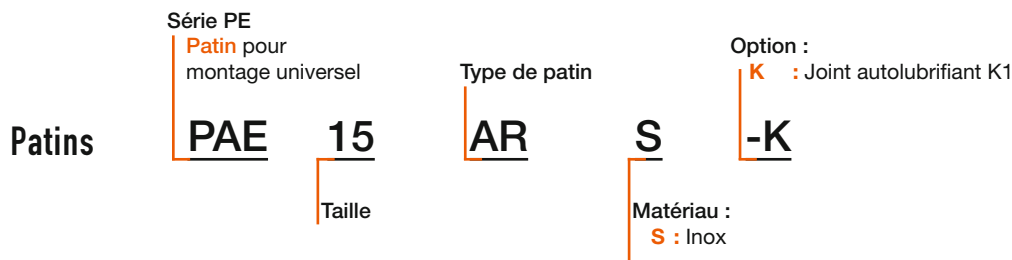 Série PE
Patin pour
montage universel
Type de patin
Option :
K : Joint autolubrifiant K1
Patins PAE 15 AR S -K
Taille
Matériau :
S : Inox